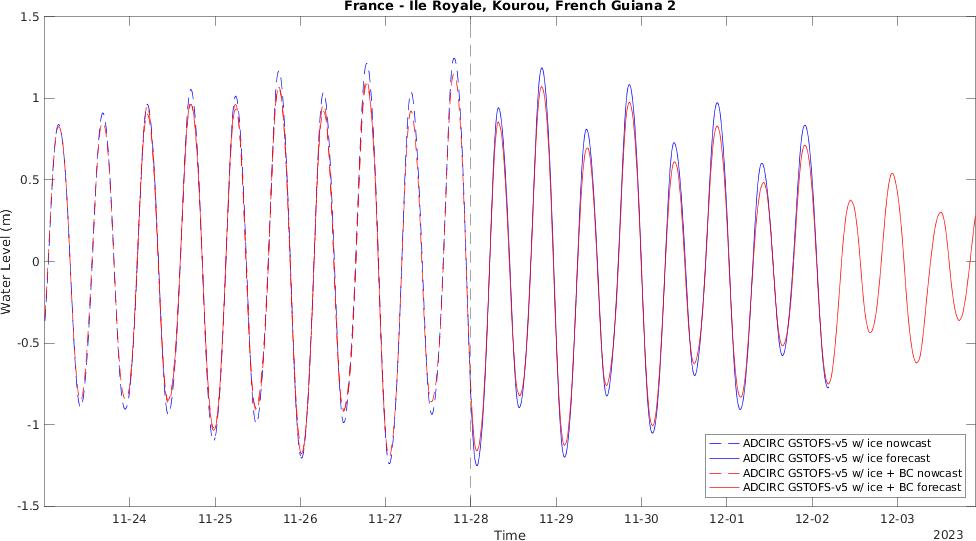 France - Ile Royale, Kourou, French Guiana 2
1.5
1
0.5
0
-0.5
-1
-1.5
Water Level (m)
ADCIRC GSTOFS-v5 w/ ice nowcast
ADCIRC GSTOFS-v5 w/ ice forecast
ADCIRC GSTOFS-v5 w/ ice + BC nowcast
ADCIRC GSTOFS-v5 w/ ice + BC forecast
11-24 11-25 11-26 11-27 11-28 11-29 11-30 12-01 12-02 12-03
Time
2023